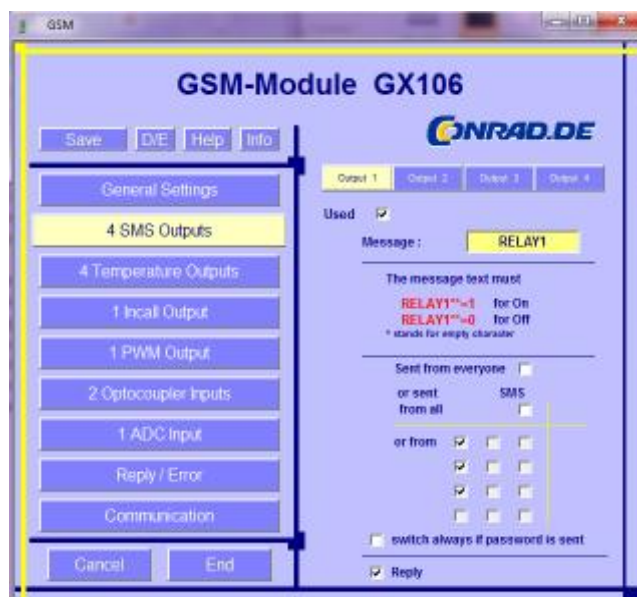 GSM
GSM-Module GX106
CONRAD.DE
Save D/E Help Info
General Settings
4 SMS Outputs
4 Temperature Outputs
1 Incall Output
1 PWM Output
2 Optocoupler Inputs
1 ADC Input
Reply / Error
Communication
Cancel End
Output 1 Output 2 Output 3 Output 4
Used
Message : RELAY1
The message text must
RELAY1**=1 for On
RELAY1**=0 for Off
* stands for empty character
Sent from everyone
or sent SMS
from all
or from
switch always if password is sent
Reply